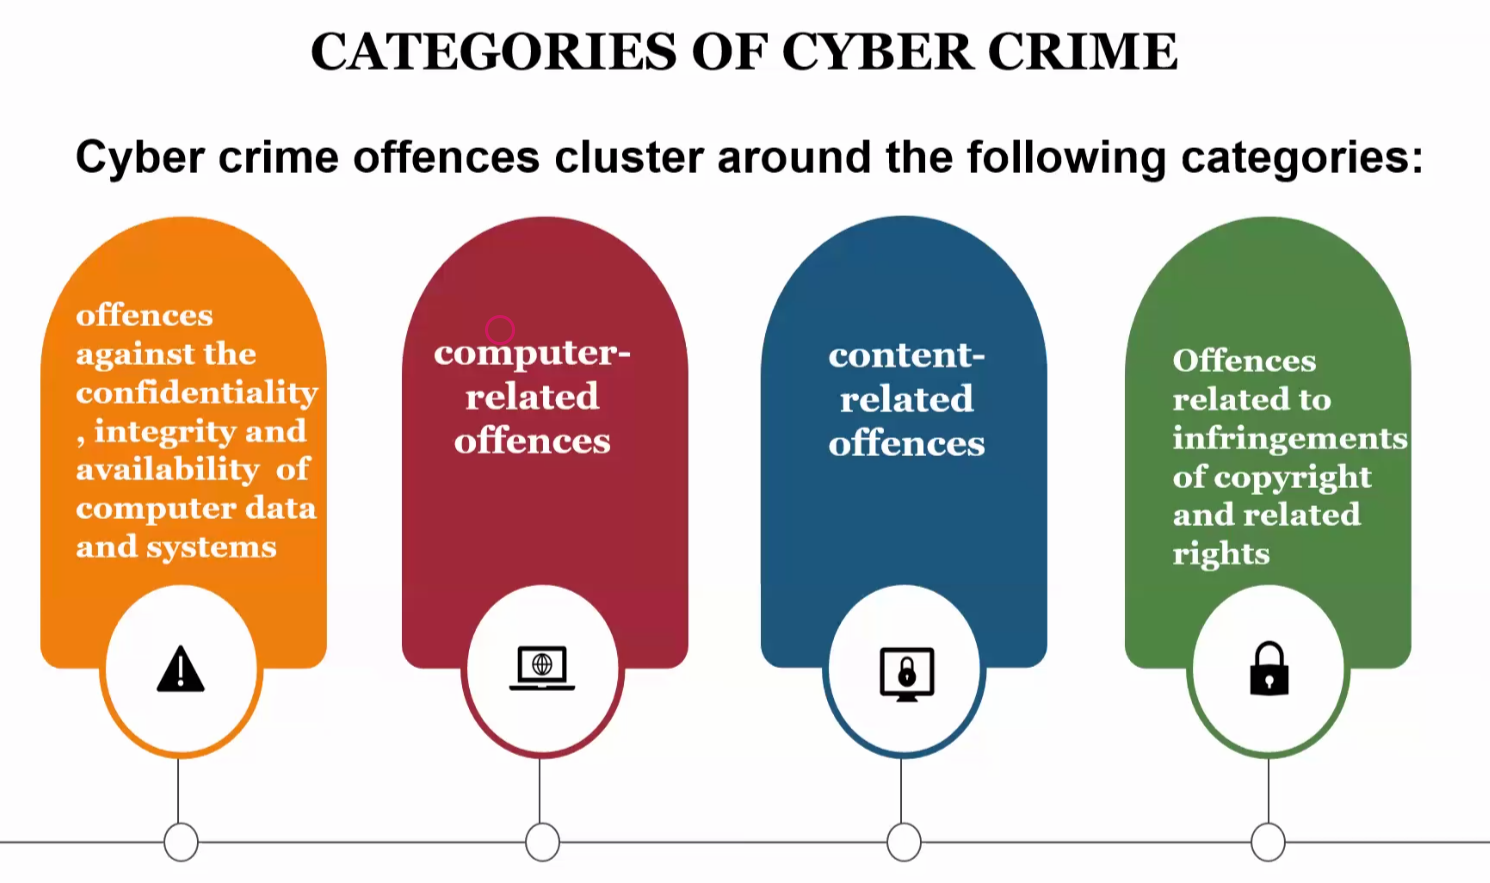 CATEGORIES OF CYBER CRIME
Cyber crime offences cluster around the following categories:
offences
against the
confidentiality
, integrity and
availability of
computer data
and systems
computer-
related
offences
content-
related
offences
Offences
related to
infringements
of copyright
and related
rights